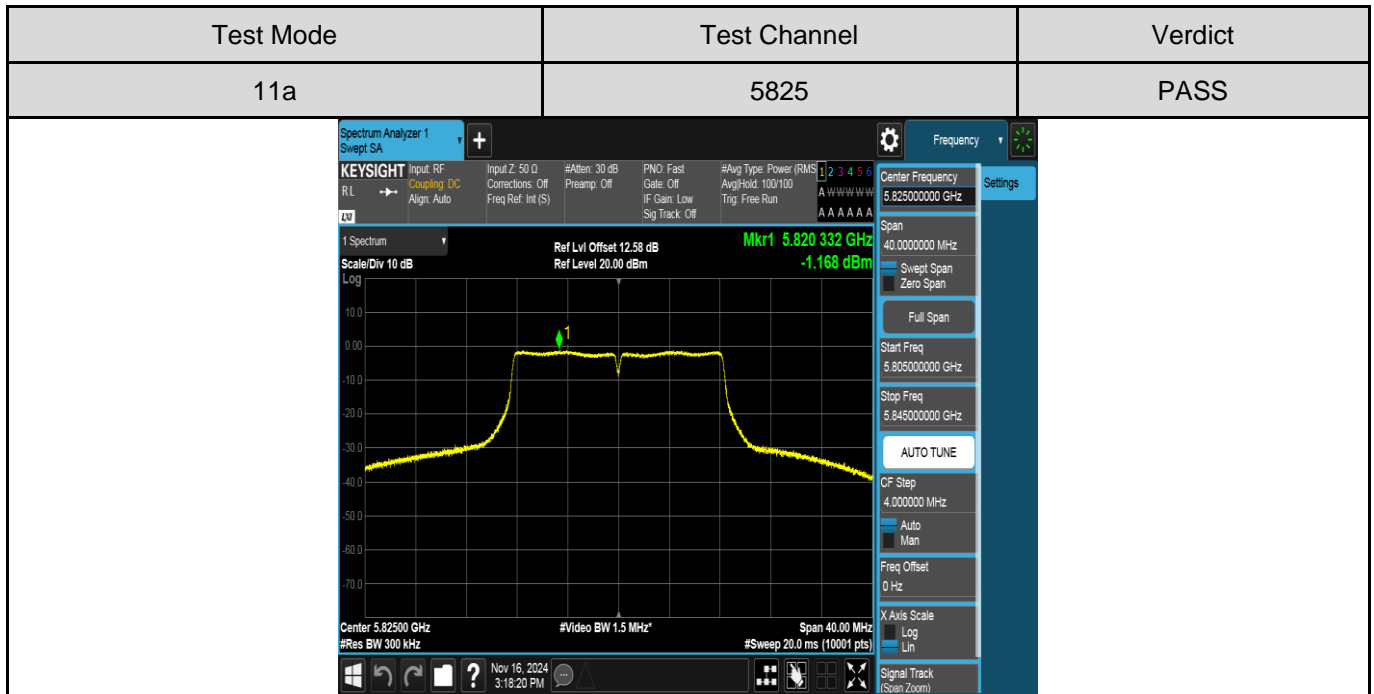 Test Mode Test Channel Verdict
11a 5825 PASS
Spectrum Analyzer 1
Swept SA
+
Frequency
KEYSIGHT Input: RF Input Z: 50 Ω #Atten: 30 dB PNO: Fast #Avg Type: Power (RMS 1 2 3 4 5 6
RL Coupling: DC Corrections: Off Preamp: Off Gate: Off Avg|Hold: 100/100 A W W W W W
Align: Auto Freq Ref: Int (S) IF Gain: Low Trig: Free Run
LXI Sig Track: Off A A A A A A
1 Spectrum
Ref Lvl Offset 12.58 dB
Mkr1 5.820 332 GHz
Scale/Div 10 dB Ref Level 20.00 dBm -1.168 dBm
Log
10.0
0.00
1
-10.0
-20.0
-30.0
-40.0
-50.0
-60.0
-70.0
Center 5.82500 GHz #Video BW 1.5 MHz* Span 40.00 MHz
#Res BW 300 kHz #Sweep 20.0 ms (10001 pts)
? Nov 16, 2024
3:18:20 PM
Center Frequency
5.825000000 GHz
Settings
Span
40.0000000 MHz
Swept Span
Zero Span
Full Span
Start Freq
5.805000000 GHz
Stop Freq
5.845000000 GHz
AUTO TUNE
CF Step
4.000000 MHz
Auto
Man
Freq Offset
0 Hz
X Axis Scale
Log
Lin
Signal Track
(Span Zoom)